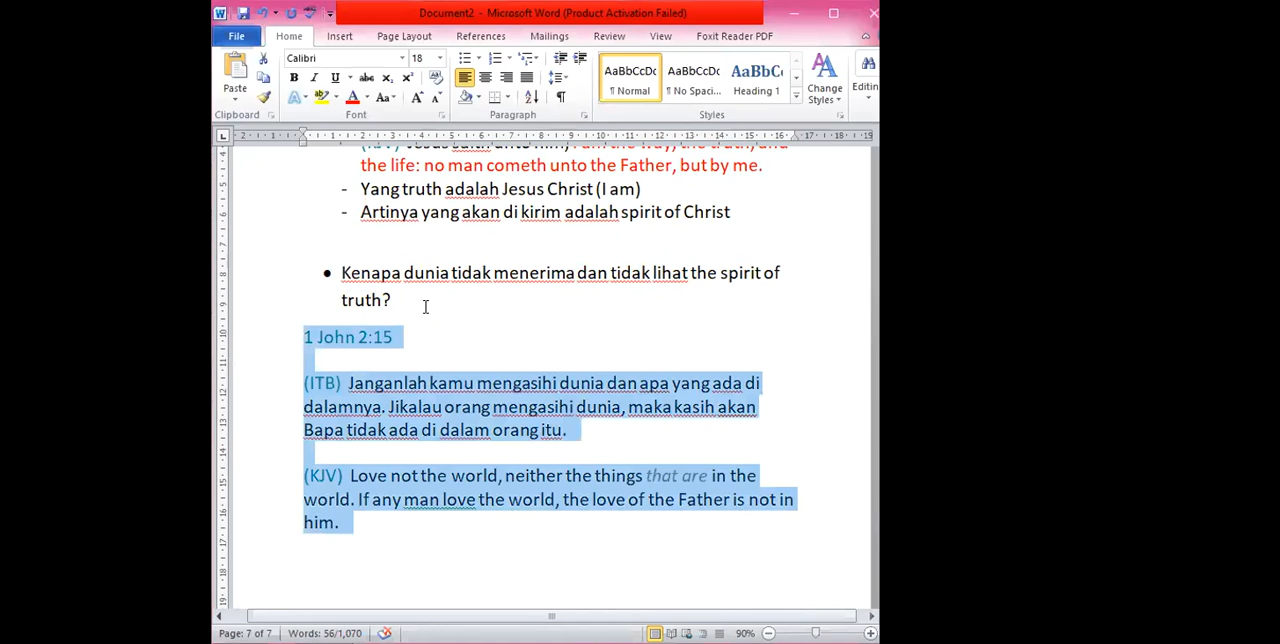 Document2 - Microsoft Word (Product Activation Failed)
File Home Insert Page Layout References Mailings Review View Foxit Reader PDF
Calibri 18
Paste
AaBbCcDc AaBbCcDc AaBbC
¶ Normal ¶ No Spaci... Heading 1
Change Styles
Editin
Clipboard Font Paragraph Styles
the life: no man cometh unto the Father, but by me.
- Yang truth adalah Jesus Christ (I am)
- Artinya yang akan di kirim adalah spirit of Christ
• Kenapa dunia tidak menerima dan tidak lihat the spirit of
truth?
1 John 2:15
(ITB) Janganlah kamu mengasihi dunia dan apa yang ada di
dalamnya. Jikalau orang mengasihi dunia, maka kasih akan
Bapa tidak ada di dalam orang itu.
(KJV) Love not the world, neither the things that are in the
world. If any man love the world, the love of the Father is not in
him.
Page: 7 of 7 Words: 56/1,070 90%